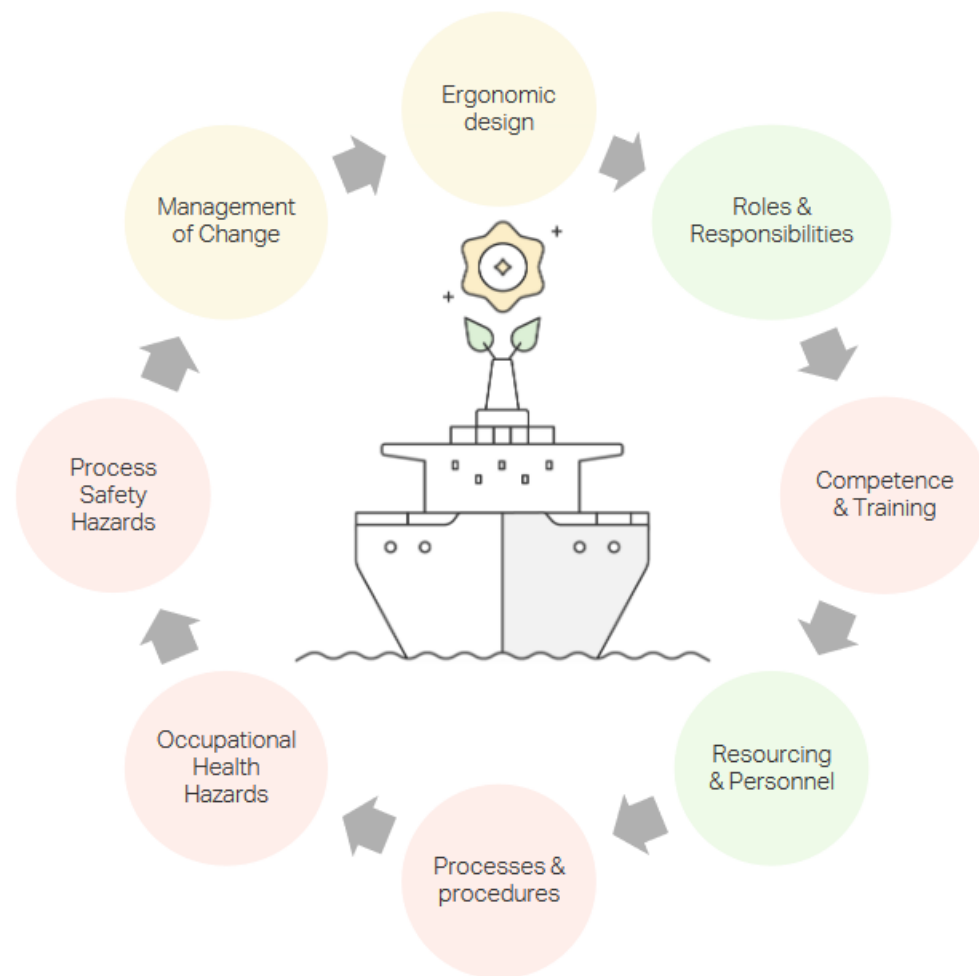 Ergonomic
design
Roles &
Responsibilities
Competence
& Training
Resourcing
& Personnel
Processes &
procedures
Occupational
Health
Hazards
Process
Safety
Hazards
Management
of Change